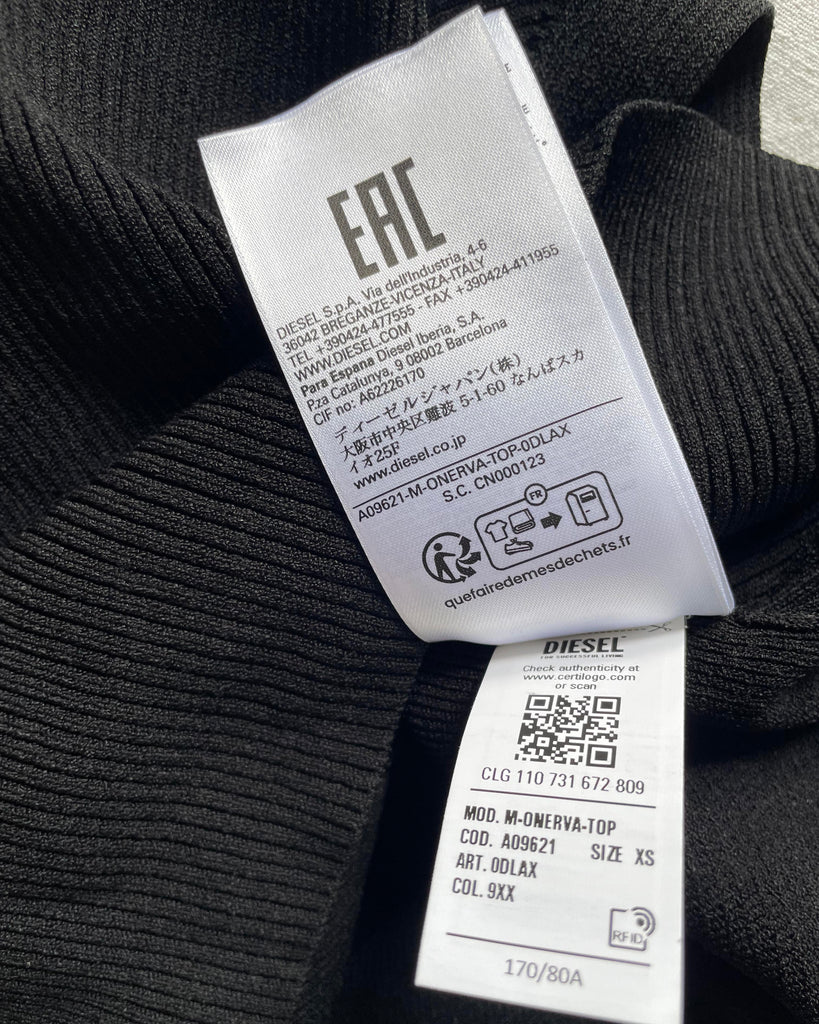 EAC
DIESEL S.p.A. Via dell'Industria, 4-6
36042 BREGANZE-VICENZA-ITALY
TEL +390424-477555 - FAX +390424-411955
WWW.DIESEL.COM
Para Espana Diesel Iberia, S.A.
Pza Catalunya, 9 08002 Barcelona
CIF no: A62226170
ディーゼルジャパン(株)
大阪市中央区難波 5-1-60 なんばスカ
イオ25F
www.diesel.co.jp
A09621-M-ONERVA-TOP-0DLAX
S.C. CN000123
FR
quefairedemesdechets.fr
DIESEL
FOR SUCCESSFUL LIVING
Check authenticity at
www.certilogo.com
or scan
CLG 110 731 672 809
MOD. M-ONERVA-TOP
COD. A09621 SIZE XS
ART. 0DLAX
COL. 9XX
RFID
170/80A